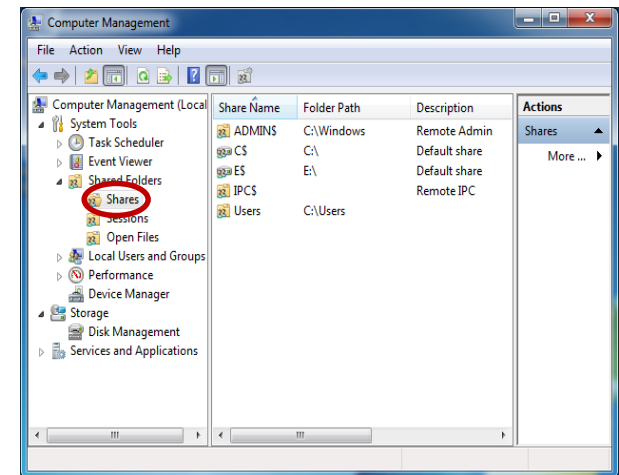 Computer Management
File Action View Help
Computer Management (Local
System Tools
Task Scheduler
Event Viewer
Shared Folders
Shares
Sessions
Open Files
Local Users and Groups
Performance
Device Manager
Storage
Disk Management
Services and Applications
Share Name Folder Path Description
ADMIN$ C:\Windows Remote Admin
C$ C:\ Default share
E$ E:\ Default share
IPC$ Remote IPC
Users C:\Users
Actions
Shares
More ...